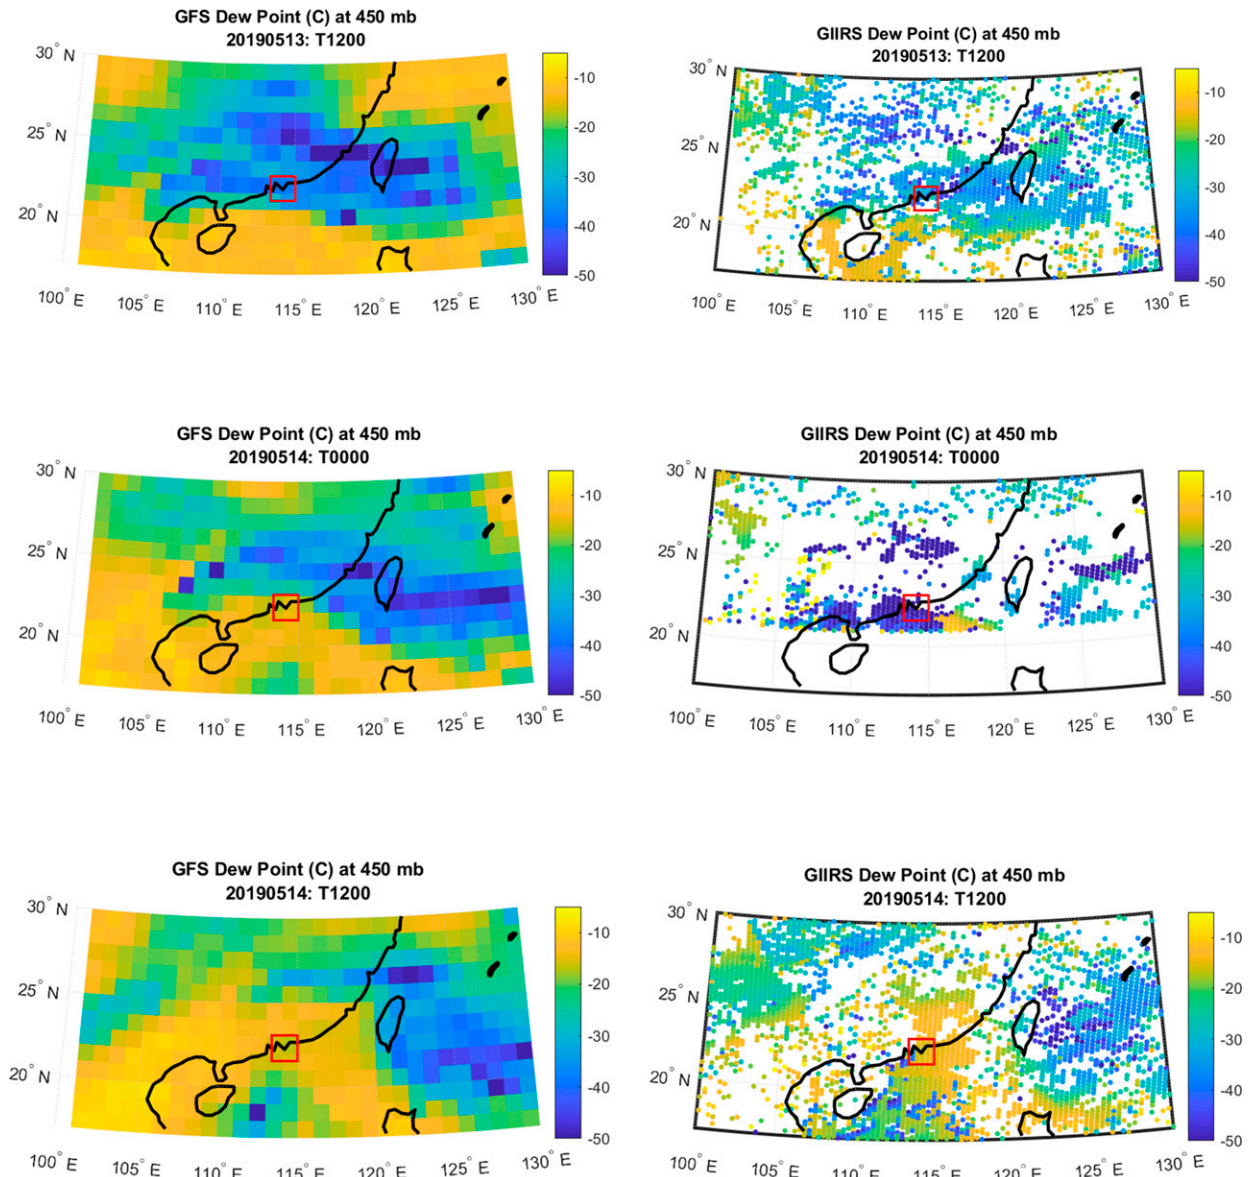 GFS Dew Point (C) at 450 mb
20190513: T1200
30° N
25° N
20° N
100° E
105° E
110° E
115° E
120° E
125° E
130° E
-10
-20
-30
-40
-50
GIIRS Dew Point (C) at 450 mb
20190513: T1200
30° N
25° N
20° N
100° E
105° E
110° E
115° E
120° E
125° E
130° E
-10
-20
-30
-40
-50
GFS Dew Point (C) at 450 mb
20190514: T0000
30° N
25° N
20° N
100° E
105° E
110° E
115° E
120° E
125° E
130° E
-10
-20
-30
-40
-50
GIIRS Dew Point (C) at 450 mb
20190514: T0000
30° N
25° N
20° N
100° E
105° E
110° E
115° E
120° E
125° E
130° E
-10
-20
-30
-40
-50
GFS Dew Point (C) at 450 mb
20190514: T1200
30° N
25° N
20° N
100° E
105° E
110° E
115° E
120° E
125° E
130° E
-10
-20
-30
-40
-50
GIIRS Dew Point (C) at 450 mb
20190514: T1200
30° N
25° N
20° N
100° E
105° E
110° E
115° E
120° E
125° E
130° E
-10
-20
-30
-40
-50